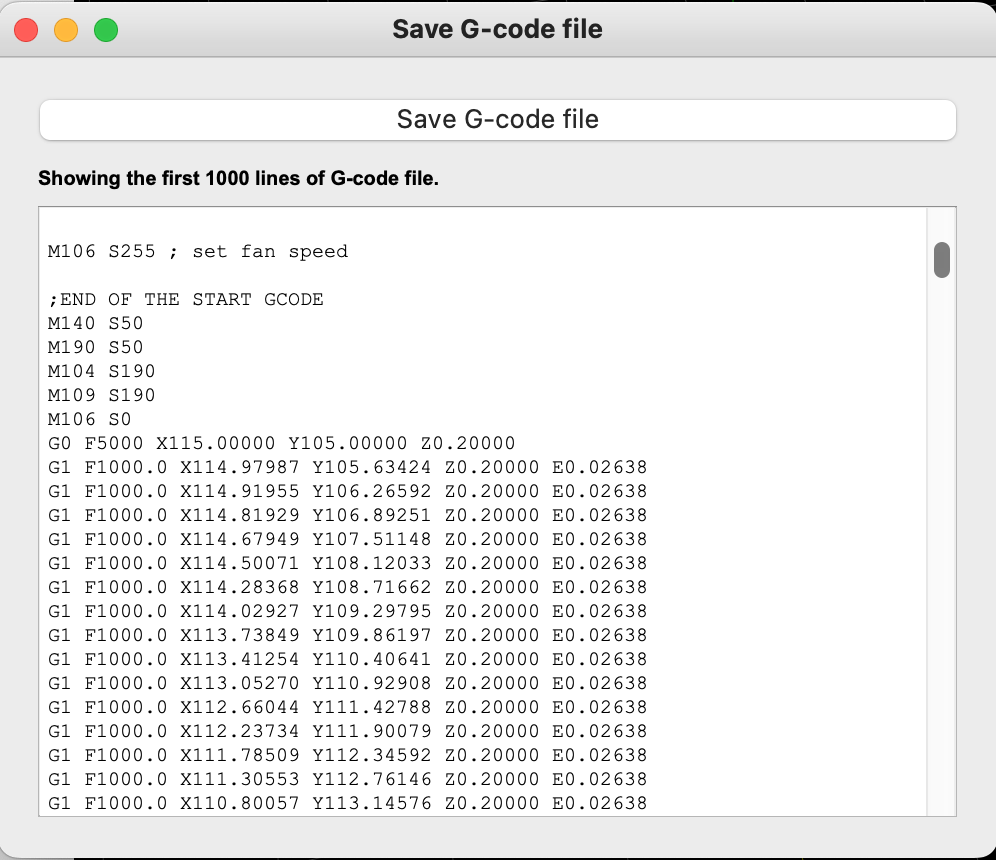 Save G-code file
Save G-code file
Showing the first 1000 lines of G-code file.
M106 S255 ; set fan speed
;END OF THE START GCODE
M140 S50
M190 S50
M104 S190
M109 S190
M106 S0
G0 F5000 X115.00000 Y105.00000 Z0.20000
G1 F1000.0 X114.97987 Y105.63424 Z0.20000 E0.02638
G1 F1000.0 X114.91955 Y106.26592 Z0.20000 E0.02638
G1 F1000.0 X114.81929 Y106.89251 Z0.20000 E0.02638
G1 F1000.0 X114.67949 Y107.51148 Z0.20000 E0.02638
G1 F1000.0 X114.50071 Y108.12033 Z0.20000 E0.02638
G1 F1000.0 X114.28368 Y108.71662 Z0.20000 E0.02638
G1 F1000.0 X114.02927 Y109.29795 Z0.20000 E0.02638
G1 F1000.0 X113.73849 Y109.86197 Z0.20000 E0.02638
G1 F1000.0 X113.41254 Y110.40641 Z0.20000 E0.02638
G1 F1000.0 X113.05270 Y110.92908 Z0.20000 E0.02638
G1 F1000.0 X112.66044 Y111.42788 Z0.20000 E0.02638
G1 F1000.0 X112.23734 Y111.90079 Z0.20000 E0.02638
G1 F1000.0 X111.78509 Y112.34592 Z0.20000 E0.02638
G1 F1000.0 X111.30553 Y112.76146 Z0.20000 E0.02638
G1 F1000.0 X110.80057 Y113.14576 Z0.20000 E0.02638